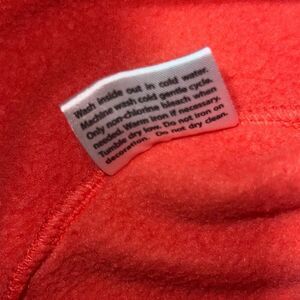 Wash inside out in cold water.
Machine wash cold gentle cycle.
Only non-chlorine bleach when
needed. Warm iron if necessary.
Tumble dry low. Do not iron on
decoration. Do not dry clean.